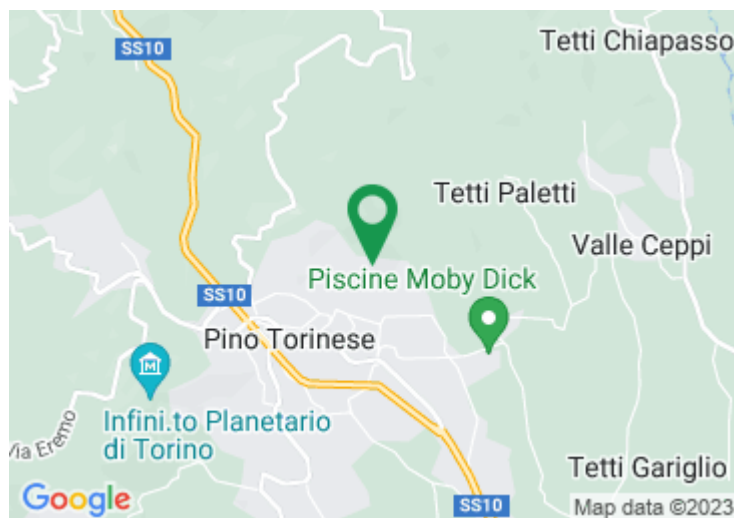 SS10
Tetti Chiapasso
Tetti Paletti
Valle Ceppi
Piscine Moby Dick
SS10
Pino Torinese
M
Infini.to Planetario
di Torino
Via Eremo
Tetti Gariglio
Google
SS10
Map data ©2023